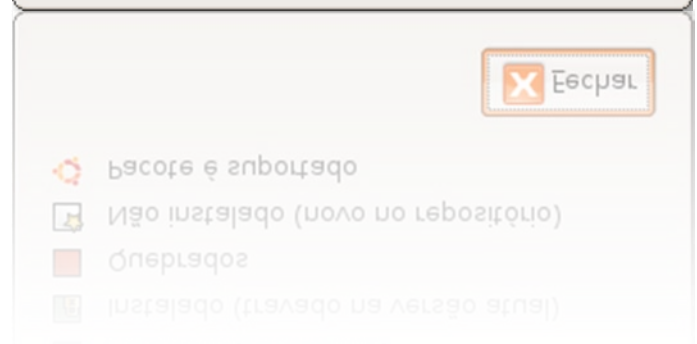 Fechar
Pacote é suportado
Não instalado (novo no repositório)
Quebrados
Instalado (travado na versão atual)